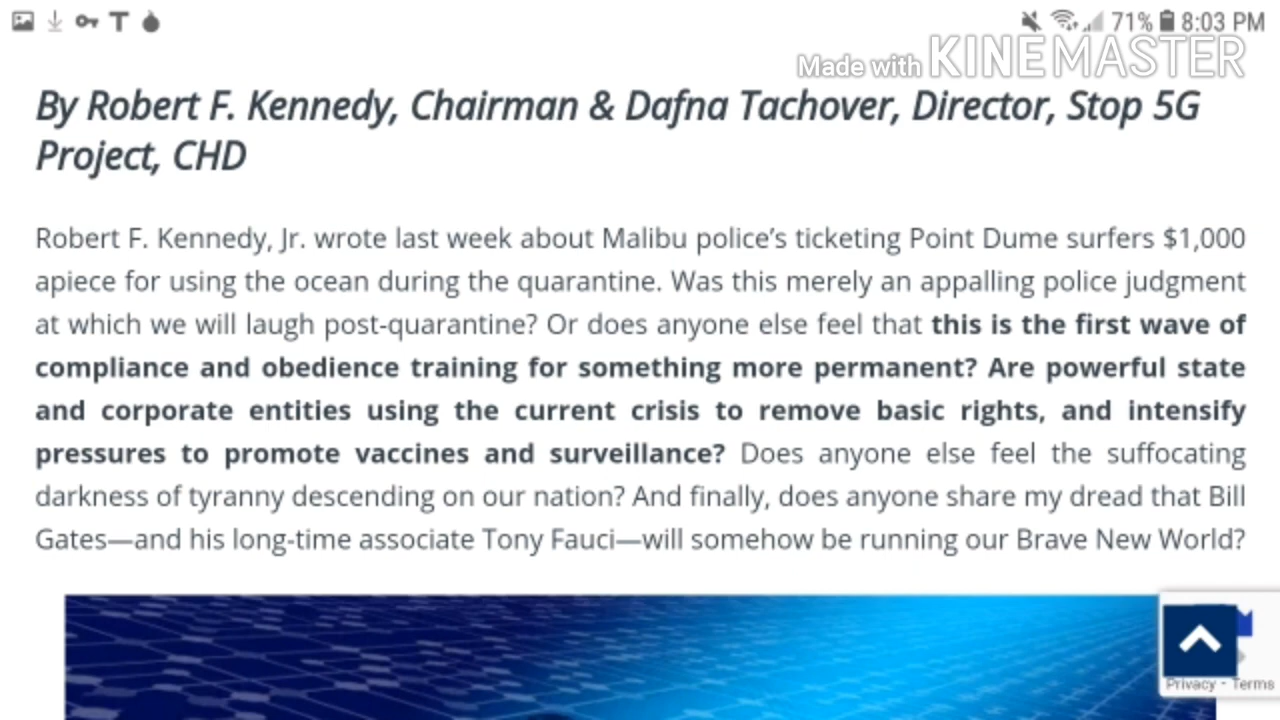 T 71% 8:03 PM
Made with KINEMASTER
By Robert F. Kennedy, Chairman & Dafna Tachover, Director, Stop 5G
Project, CHD
Robert F. Kennedy, Jr. wrote last week about Malibu police’s ticketing Point Dume surfers $1,000
apiece for using the ocean during the quarantine. Was this merely an appalling police judgment
at which we will laugh post-quarantine? Or does anyone else feel that this is the first wave of
compliance and obedience training for something more permanent? Are powerful state
and corporate entities using the current crisis to remove basic rights, and intensify
pressures to promote vaccines and surveillance? Does anyone else feel the suffocating
darkness of tyranny descending on our nation? And finally, does anyone share my dread that Bill
Gates—and his long-time associate Tony Fauci—will somehow be running our Brave New World?
Privacy - Terms